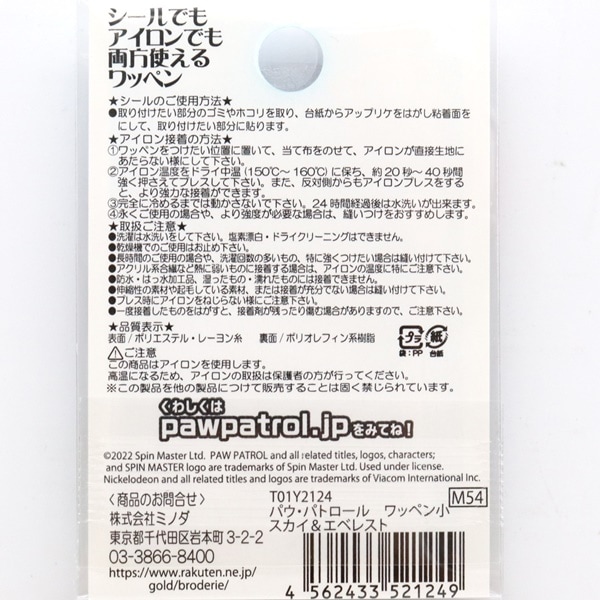 シールでも
アイロンでも
両方使える
ワッペン
★シールのご使用方法★
●取り付けたい部分のゴミやホコリを取り、台紙からアップリケをはがし粘着面を
にして、取り付けたい部分に貼ります。
★アイロン接着の方法★
①ワッペンをつけたい位置に置いて、当て布をのせて、アイロンが直接生地に
あたらない様にして下さい。
②アイロン温度をドライ中温(150℃～160℃)に保ち、約20秒～40秒間
強く押さえてプレスして下さい。また、反対側からもアイロンプレスをする
と、より強力な接着ができます。
③完全に冷めるまでは動かさないで下さい。24時間経過後は水洗いが出来ます。
④永くご使用の場合や、より強度が必要な場合は、縫いつけをおすすめします。
★取扱ご注意★
●洗濯は水洗いをして下さい。塩素漂白・ドライクリーニングはできません。
●乾燥機でのご使用はお止め下さい。
●長時間のご使用の場合や、洗濯回数の多いもの、特に強くつけたい場合は縫い付けて下さい。
●アクリル系合繊など熱に弱いものに接着する場合は、アイロンの温度に特にご注意下さい。
●防水・はっ水加工品、湿ったもの・濡れたものには接着できません。
●伸縮性の素材や起毛している素材、または接着が充分でない場合は縫い付けて下さい。
●プレス時にアイロンをねじらない様にご注意下さい。
●一度接着したものをはがすと、接着剤が残ったり傷む場合がありますので、ご注意下さい。
★品質表示★
表面/ポリエステル・レーヨン糸 裏面/ポリオレフィン系樹脂
プラ 紙
袋:PP 台紙
⚠ご注意
この商品はアイロンを使用します。
高温になるため、アイロンの取扱は保護者の方が行ってください。
※この製品を他の製品につけて販売することは固く禁じられています。
くわしくは
pawpatrol.jpをみてね!
©2022 Spin Master Ltd. PAW PATROL and all related titles, logos, characters;
and SPIN MASTER logo are trademarks of Spin Master Ltd. Used under license.
Nickelodeon and all related titles and logos are trademarks of Viacom International Inc.
〈商品のお問合せ〉
株式会社ミノダ
東京都千代田区岩本町3-2-2
03-3866-8400
https://www.rakuten.ne.jp/
gold/broderie/
T01Y2124 M54
パウ・パトロール ワッペン小
スカイ&エベレスト
4 562433 521249